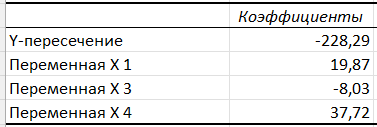 Коэффициенты
Y-пересечение -228,29
Переменная X 1 19,87
Переменная X 3 -8,03
Переменная X 4 37,72